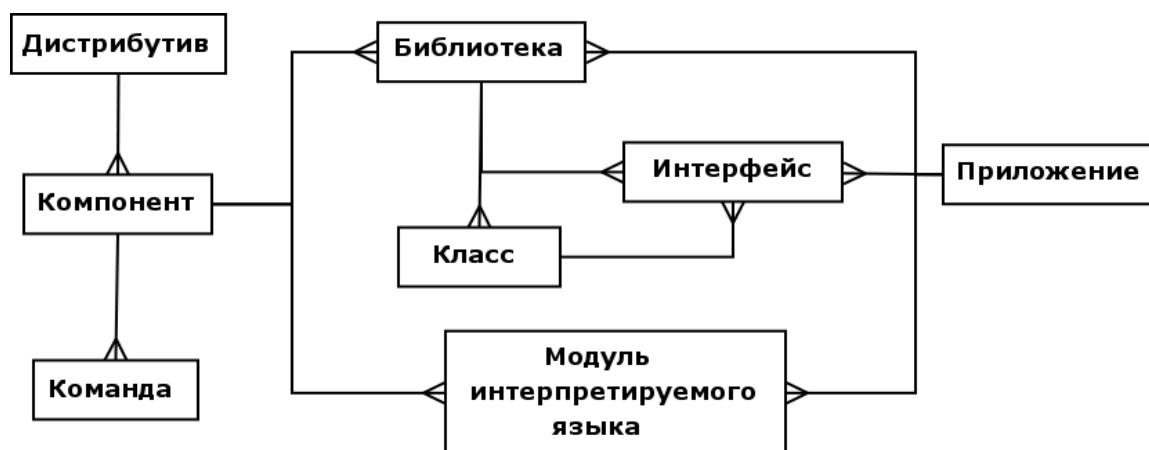 Дистрибутив
Библиотека
Интерфейс
Приложение
Компонент
Класс
Модуль
интерпретируемого
языка
Команда